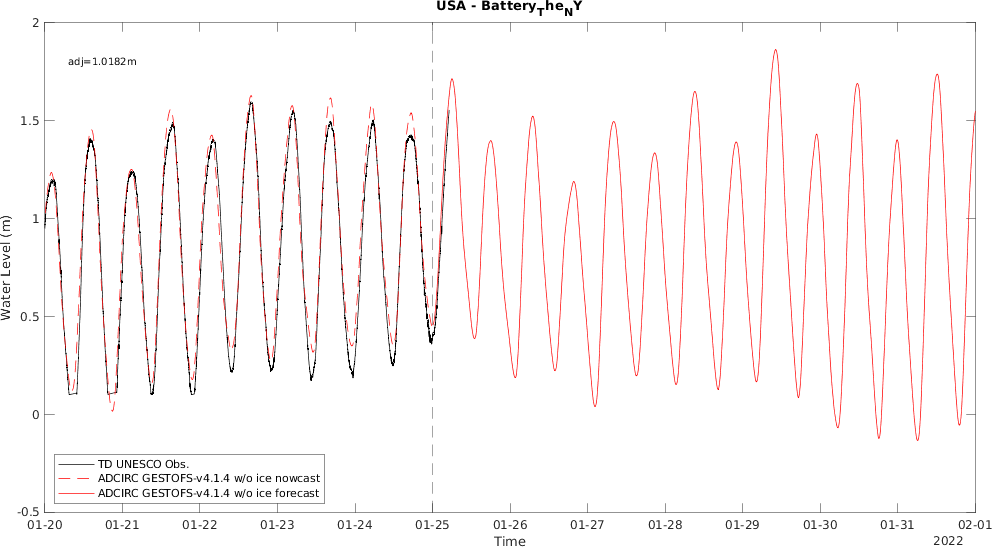 USA - Battery_The_NY
2
adj=1.0182m
1.5
1
0.5
0
-0.5
Water Level (m)
TD UNESCO Obs.
ADCIRC GESTOFS-v4.1.4 w/o ice nowcast
ADCIRC GESTOFS-v4.1.4 w/o ice forecast
01-20 01-21 01-22 01-23 01-24 01-25 01-26 01-27 01-28 01-29 01-30 01-31 02-01
Time
2022